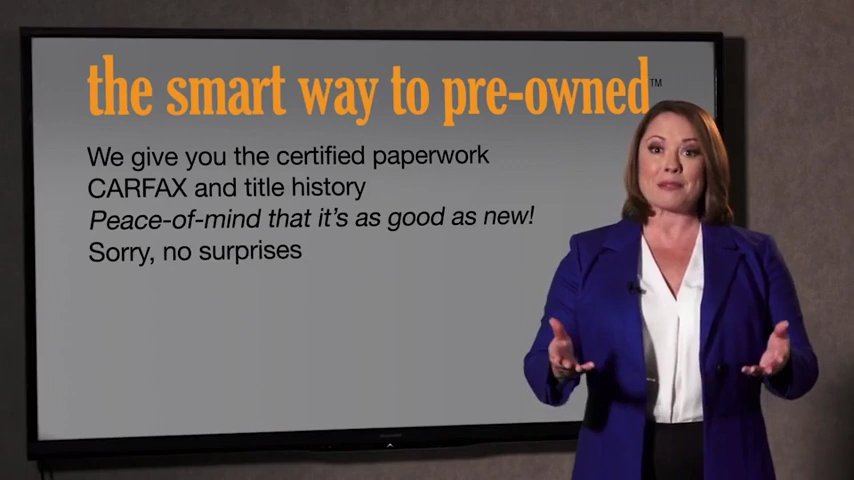 the smart way to pre-owned™
We give you the certified paperwork
CARFAX and title history
Peace-of-mind that it's as good as new!
Sorry, no surprises